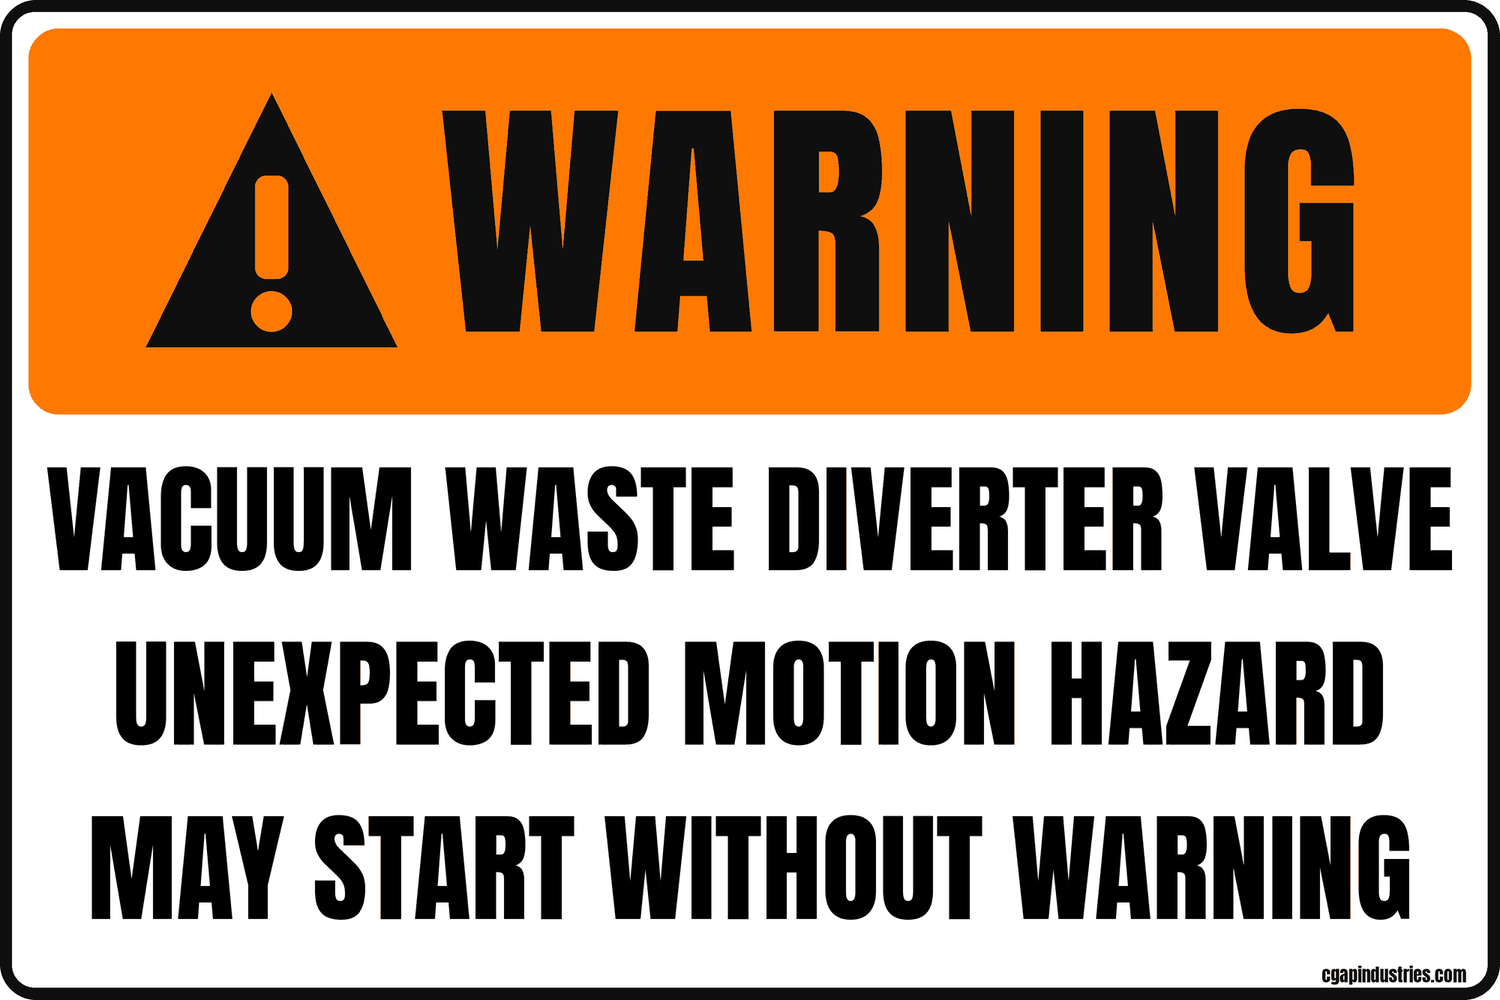 WARNING
VACUUM WASTE DIVERTER VALVE
UNEXPECTED MOTION HAZARD
MAY START WITHOUT WARNING
cgapindustries.com